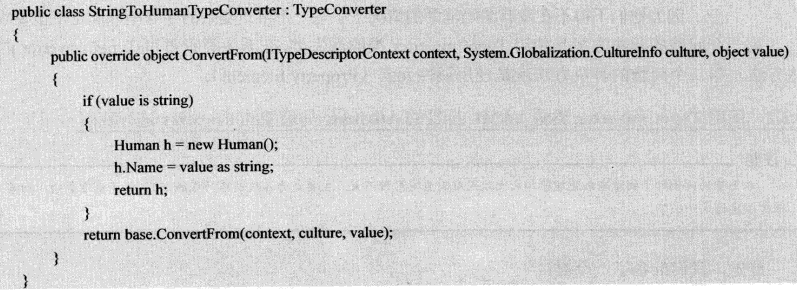 public class StringToHumanTypeConverter : TypeConverter
{
public override object ConvertFrom(ITypeDescriptorContext context, System.Globalization.CultureInfo culture, object value)
{
if (value is string)
{
Human h = new Human();
h.Name = value as string;
return h;
}
return base.ConvertFrom(context, culture, value);
}
}